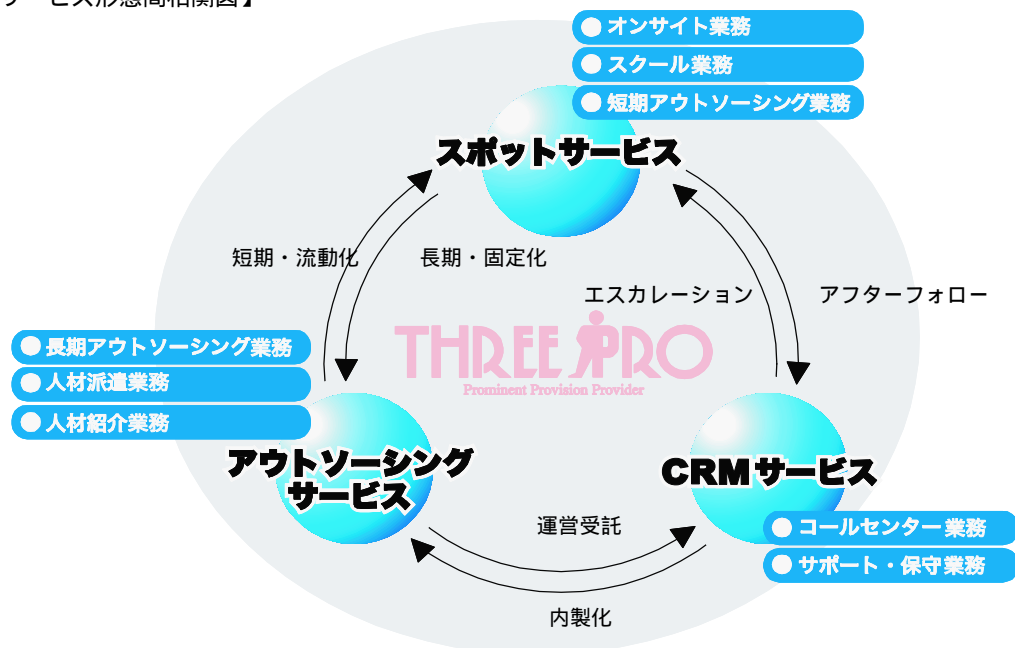 サービス形態間相関図】
オンサイト業務
スクール業務
短期アウトソーシング業務
スポットサービス
短期・流動化
長期・固定化
エスカレーション
アフターフォロー
THREE PRO
Prominent Provision Provider
長期アウトソーシング業務
人材派遣業務
人材紹介業務
アウトソーシング
サービス
CRMサービス
運営受託
コールセンター業務
サポート・保守業務
内製化